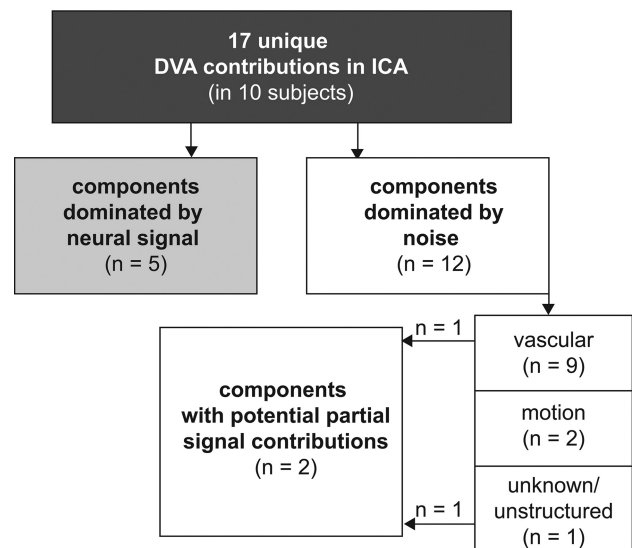 17 unique
DVA contributions in ICA
(in 10 subjects)
components
dominated by
neural signal
(n = 5)
components
dominated by
noise
(n = 12)
n = 1
vascular
(n = 9)
components
with potential partial
signal contributions
(n = 2)
motion
(n = 2)
n = 1
unknown/
unstructured
(n = 1)